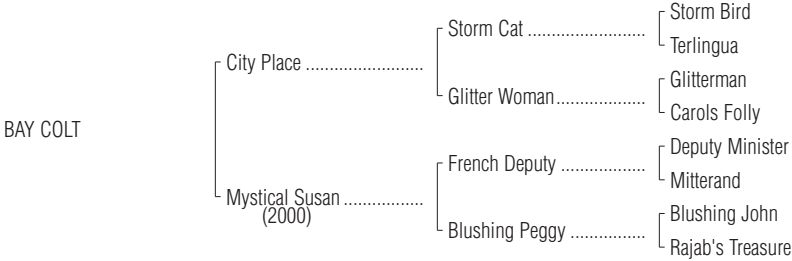 Storm Bird
Storm Cat ........................
Terlingua
City Place ........................
Glitterman
Glitter Woman...................
Carols Folly
BAY COLT
Deputy Minister
French Deputy ..................
Mitterand
Mystical Susan .................
(2000)
Blushing John
Blushing Peggy ................
Rajab's Treasure